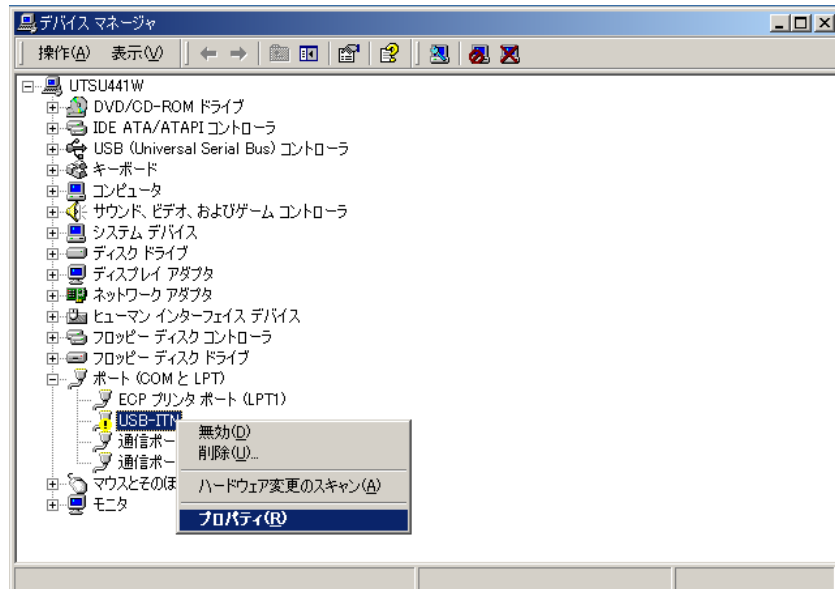 デバイス マネージャ
操作(A) 表示(V)
UTSU441W
DVD/CD-ROM ドライブ
IDE ATA/ATAPI コントローラ
USB (Universal Serial Bus) コントローラ
キーボード
コンピュータ
サウンド、ビデオ、およびゲーム コントローラ
システム デバイス
ディスク ドライブ
ディスプレイ アダプタ
ネットワーク アダプタ
ヒューマン インターフェイス デバイス
フロッピー ディスク コントローラ
フロッピー ディスク ドライブ
ポート (COM と LPT)
ECP プリンタ ポート (LPT1)
USB-ITN
通信ポー
通信ポー
マウスとそのほ
モニタ
無効(D)
削除(U)...
ハードウェア変更のスキャン(A)
プロパティ(R)